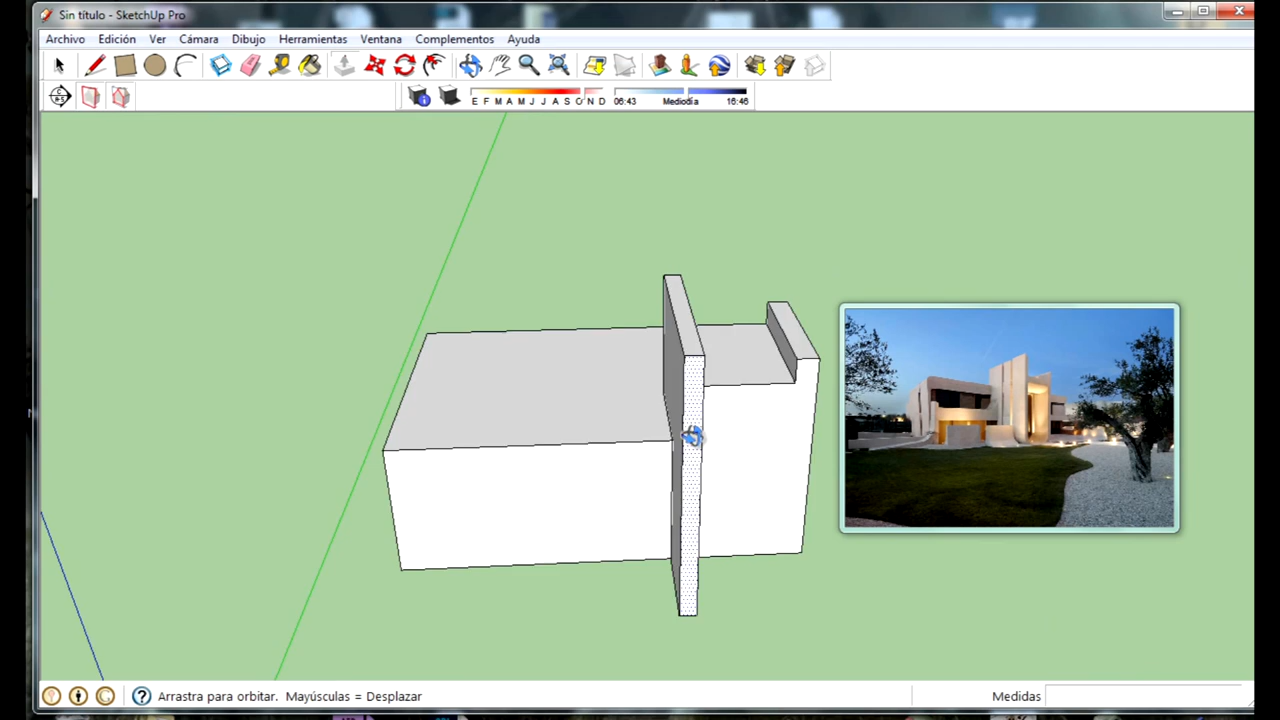 Sin título - SketchUp Pro
Archivo Edición Ver Cámara Dibujo Herramientas Ventana Complementos Ayuda
E F M A M J J A S O N D 06:43 Mediodía 16:46
Arrastra para orbitar. Mayúsculas = Desplazar Medidas